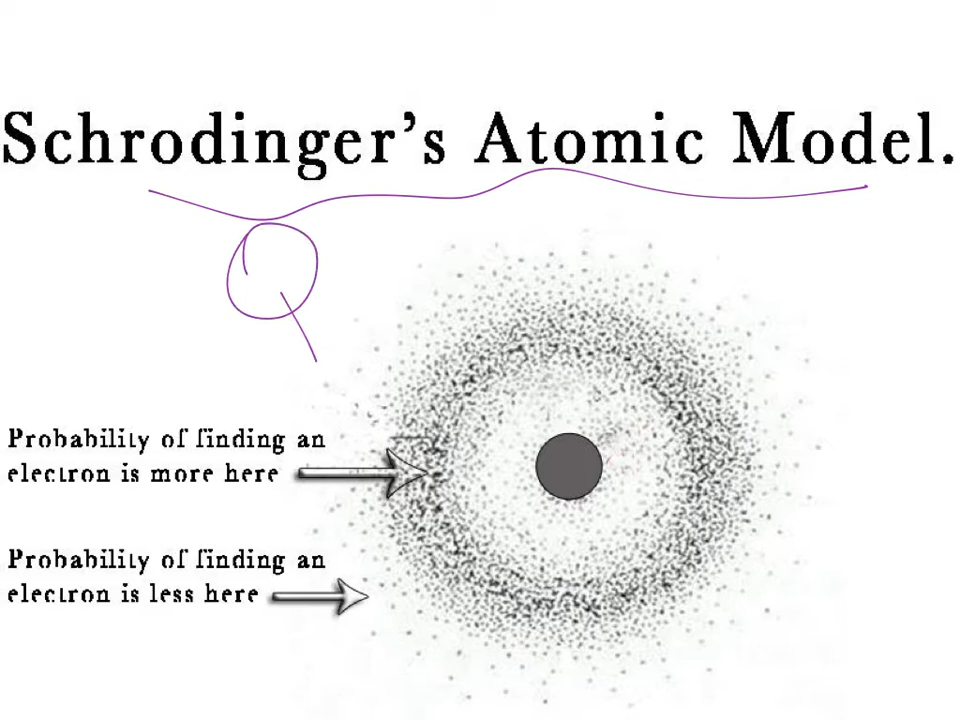 Schrodinger's Atomic Model.
Probability of finding an
electron is more here
Probability of finding an
electron is less here